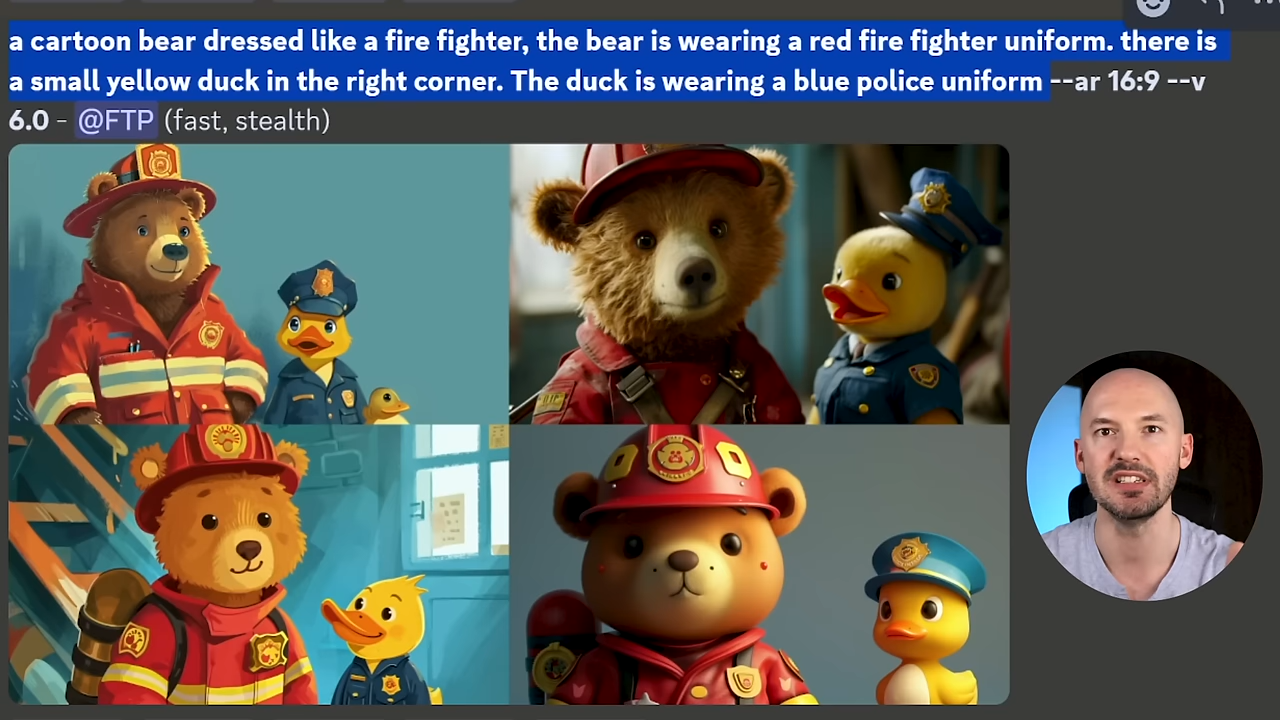 a cartoon bear dressed like a fire fighter, the bear is wearing a red fire fighter uniform. there is
a small yellow duck in the right corner. The duck is wearing a blue police uniform --ar 16:9 --v
6.0 - @FTP (fast, stealth)